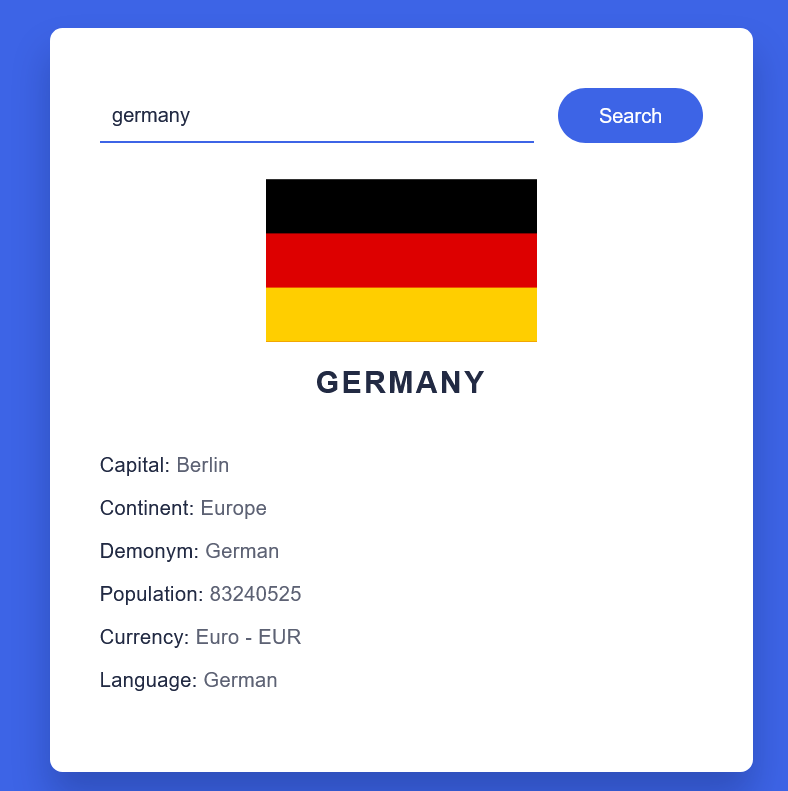 germany
Search
GERMANY
Capital: Berlin
Continent: Europe
Demonym: German
Population: 83240525
Currency: Euro - EUR
Language: German